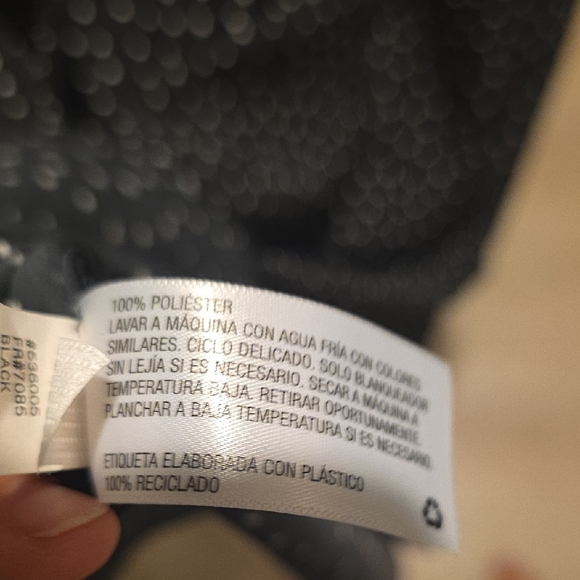 100% POLIÉSTER
LAVAR A MÁQUINA CON AGUA FRÍA CON COLORES
SIMILARES. CICLO DELICADO. SOLO BLANQUEADOR
SIN LEJÍA SI ES NECESARIO. SECAR A MÁQUINA A
TEMPERATURA BAJA. RETIRAR OPORTUNAMENTE.
PLANCHAR A BAJA TEMPERATURA SI ES NECESARIO.
ETIQUETA ELABORADA CON PLÁSTICO
100% RECICLADO
#636005
FR#7085
BLACK